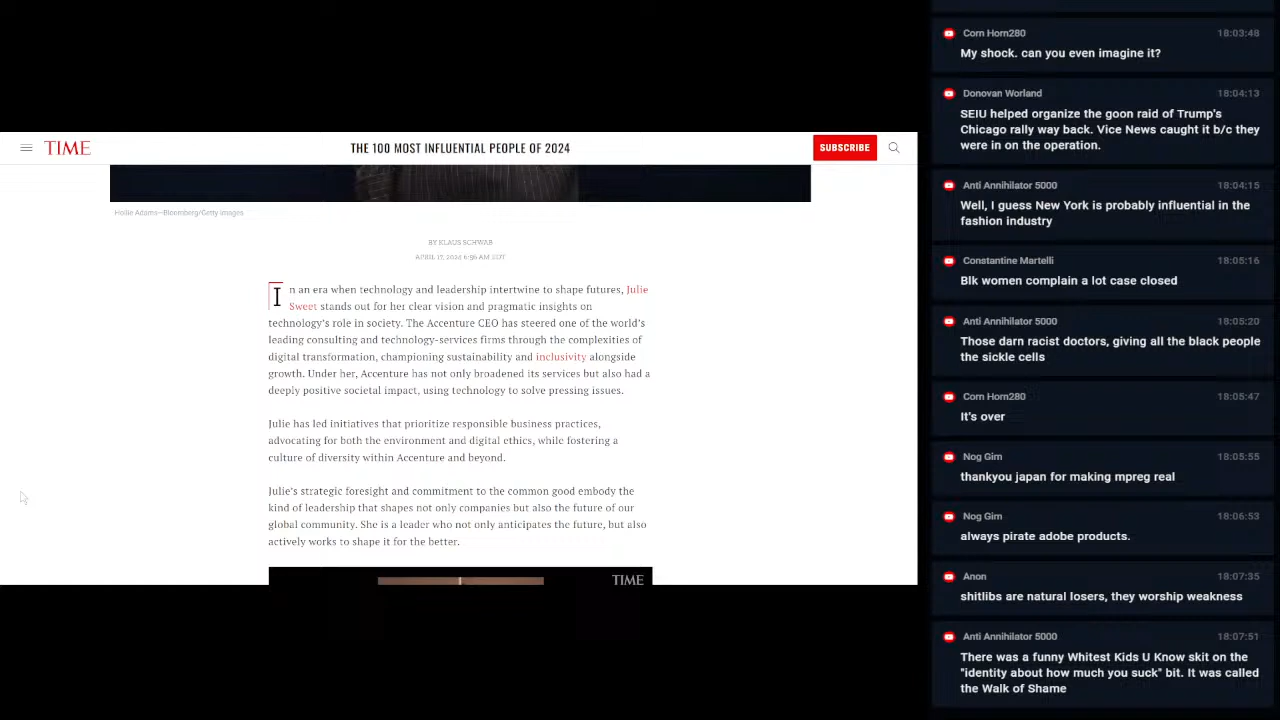 TIME
THE 100 MOST INFLUENTIAL PEOPLE OF 2024
SUBSCRIBE
Hollie Adams—Bloomberg/Getty Images
BY KLAUS SCHWAB
APRIL 17, 2024 6:56 AM EDT
In an era when technology and leadership intertwine to shape futures, Julie
Sweet stands out for her clear vision and pragmatic insights on
technology's role in society. The Accenture CEO has steered one of the world's
leading consulting and technology-services firms through the complexities of
digital transformation, championing sustainability and inclusivity alongside
growth. Under her, Accenture has not only broadened its services but also had a
deeply positive societal impact, using technology to solve pressing issues.
Julie has led initiatives that prioritize responsible business practices,
advocating for both the environment and digital ethics, while fostering a
culture of diversity within Accenture and beyond.
Julie's strategic foresight and commitment to the common good embody the
kind of leadership that shapes not only companies but also the future of our
global community. She is a leader who not only anticipates the future, but also
actively works to shape it for the better.
TIME
Corn Horn280 18:03:48
My shock. can you even imagine it?
Donovan Worland 18:04:13
SEIU helped organize the goon raid of Trump's
Chicago rally way back. Vice News caught it b/c they
were in on the operation.
Anti Annihilator 5000 18:04:15
Well, I guess New York is probably influential in the
fashion industry
Constantine Martelli 18:05:16
Blk women complain a lot case closed
Anti Annihilator 5000 18:05:20
Those darn racist doctors, giving all the black people
the sickle cells
Corn Horn280 18:05:47
It's over
Nog Gim 18:05:55
thankyou japan for making mpreg real
Nog Gim 18:06:53
always pirate adobe products.
Anon 18:07:35
shitlibs are natural losers, they worship weakness
Anti Annihilator 5000 18:07:51
There was a funny Whitest Kids U Know skit on the
"identity about how much you suck" bit. It was called
the Walk of Shame